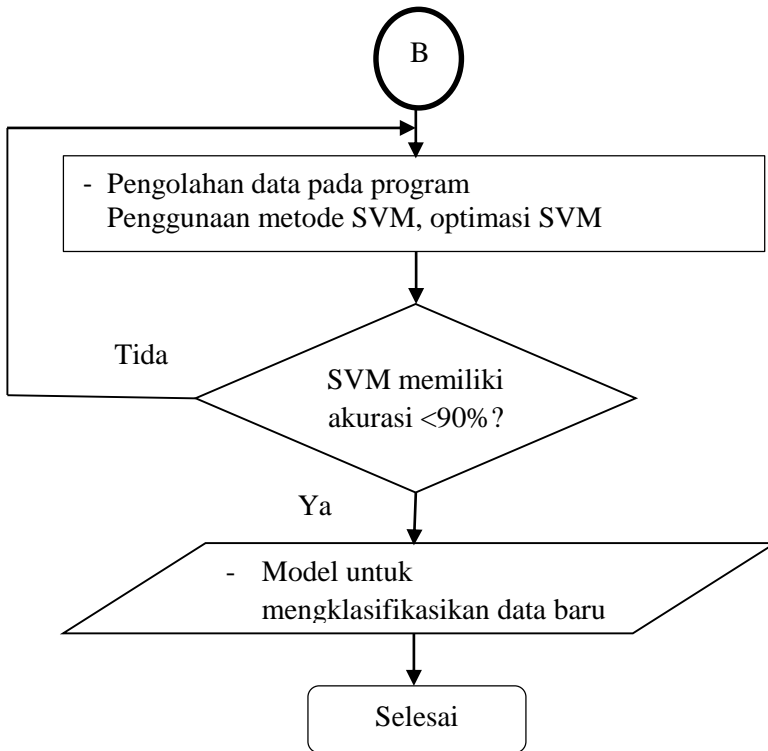 B
- Pengolahan data pada program
Penggunaan metode SVM, optimasi SVM
Tida
SVM memiliki
akurasi <90%?
Ya
- Model untuk
mengklasifikasikan data baru
Selesai